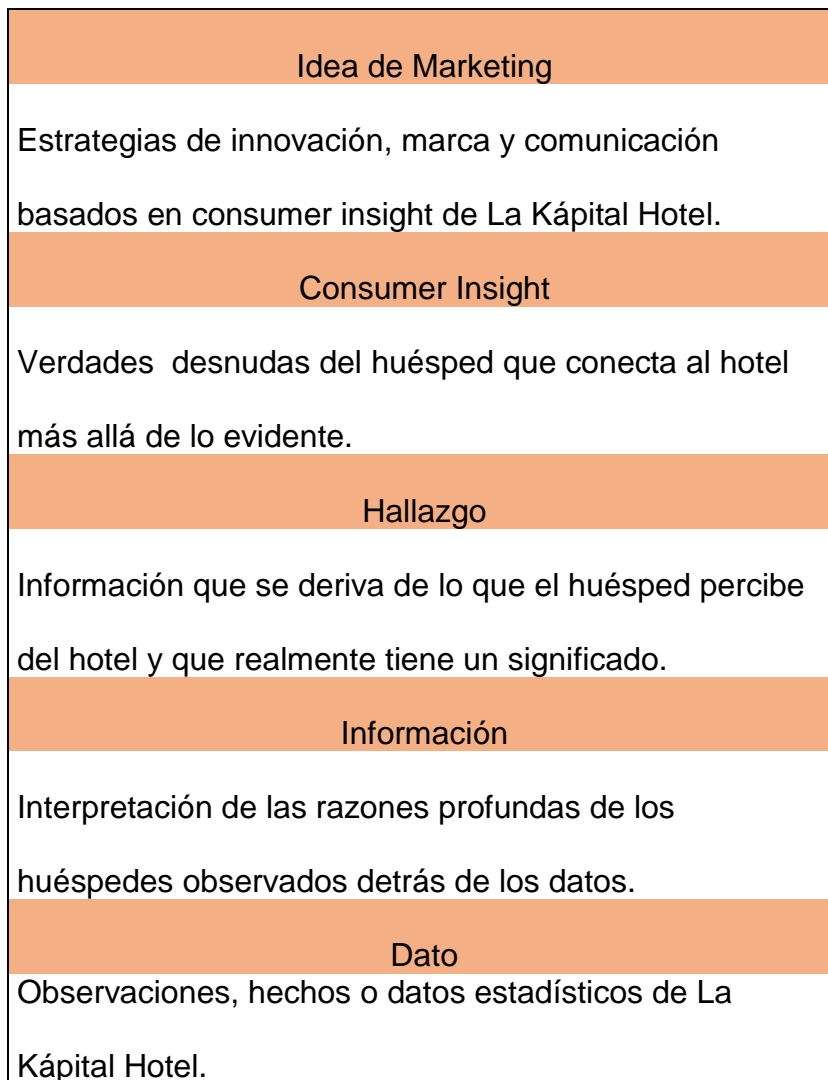 Idea de Marketing
Estrategias de innovación, marca y comunicación
basados en consumer insight de La Kápital Hotel.
Consumer Insight
Verdades  desnudas del huésped que conecta al hotel
más allá de lo evidente.
Hallazgo
Información que se deriva de lo que el huésped percibe
del hotel y que realmente tiene un significado.
Información
Interpretación de las razones profundas de los
huéspedes observados detrás de los datos.
Dato
Observaciones, hechos o datos estadísticos de La
Kápital Hotel.